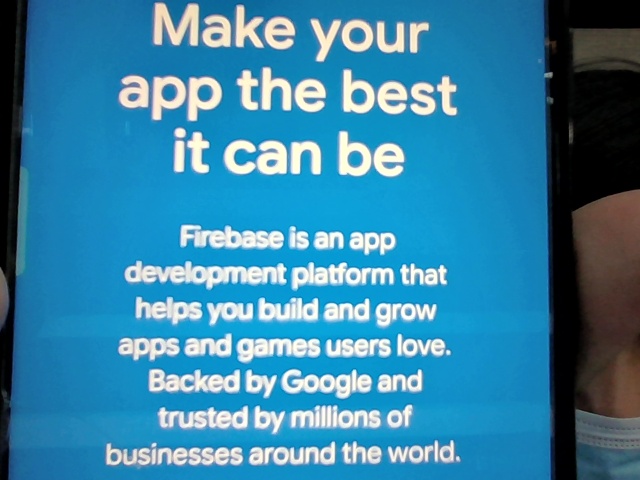 Make your
app the best
it can be
Firebase is an app
development platform that
helps you build and grow
apps and games users love.
Backed by Google and
trusted by millions of
businesses around the world.